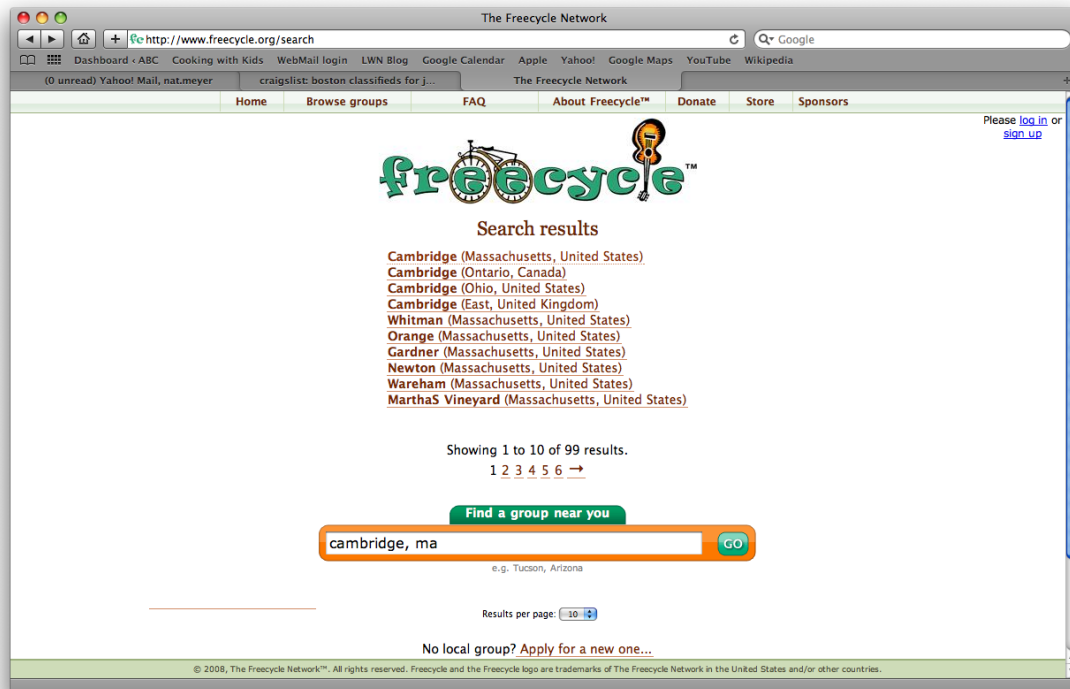 The Freecycle Network
http://www.freecycle.org/search
Google
Dashboard ‹ ABC Cooking with Kids WebMail login LWN Blog Google Calendar Apple Yahoo! Google Maps YouTube Wikipedia
(0 unread) Yahoo! Mail, nat.meyer craigslist: boston classifieds for j... The Freecycle Network
Home Browse groups FAQ About Freecycle™ Donate Store Sponsors
Please log in or
sign up
freecycle™
Search results
Cambridge (Massachusetts, United States)
Cambridge (Ontario, Canada)
Cambridge (Ohio, United States)
Cambridge (East, United Kingdom)
Whitman (Massachusetts, United States)
Orange (Massachusetts, United States)
Gardner (Massachusetts, United States)
Newton (Massachusetts, United States)
Wareham (Massachusetts, United States)
MarthaS Vineyard (Massachusetts, United States)
Showing 1 to 10 of 99 results.
1 2 3 4 5 6 →
Find a group near you
cambridge, ma GO
e.g. Tucson, Arizona
Results per page: 10
No local group? Apply for a new one...
© 2008, The Freecycle Network™. All rights reserved. Freecycle and the Freecycle logo are trademarks of The Freecycle Network in the United States and/or other countries.